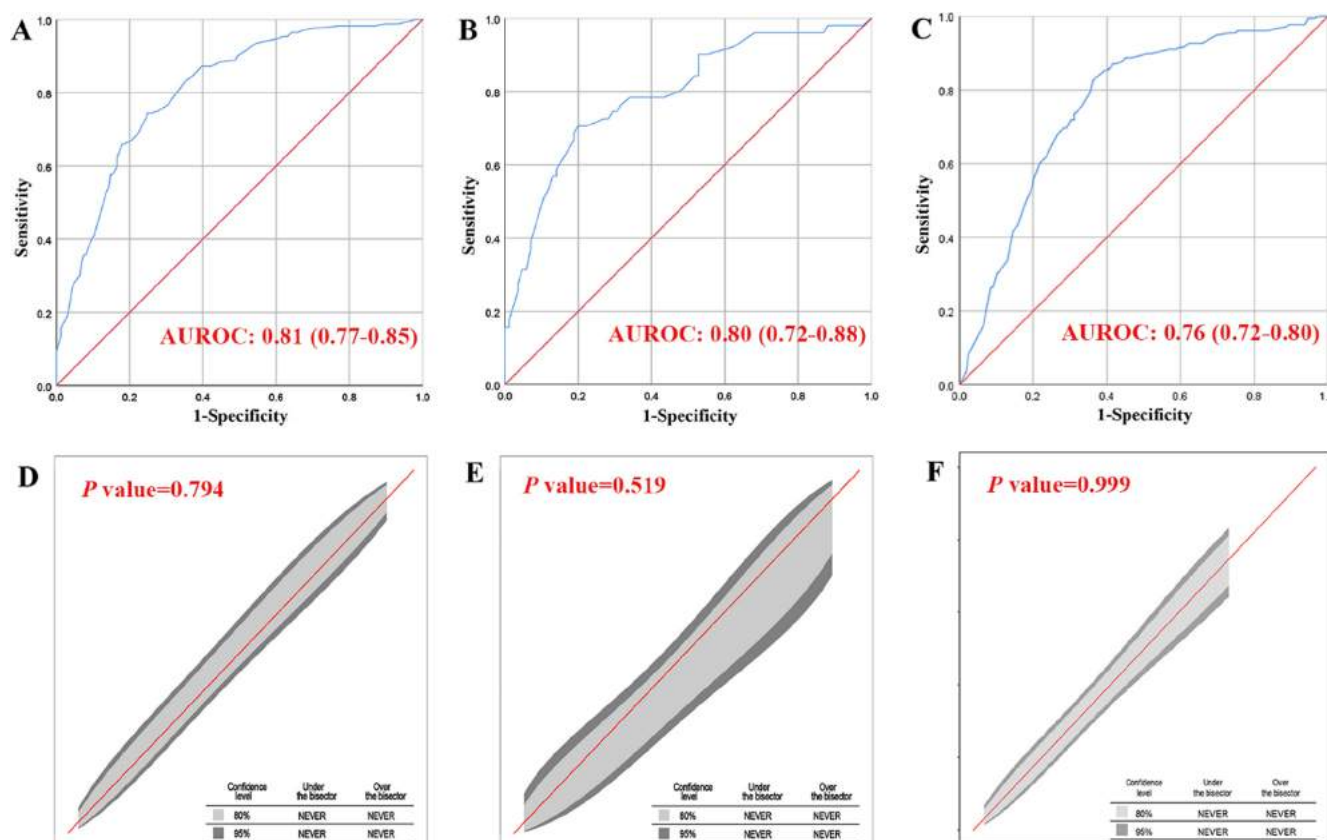 A
1.0
0.8
0.6
0.4
0.2
0.0
0.0 0.2 0.4 0.6 0.8 1.0
Sensitivity
1-Specificity
AUROC: 0.81 (0.77-0.85)
B
1.0
0.8
0.6
0.4
0.2
0.0
0.0 0.2 0.4 0.6 0.8 1.0
Sensitivity
1-Specificity
AUROC: 0.80 (0.72-0.88)
C
1.0
0.8
0.6
0.4
0.2
0.0
0.0 0.2 0.4 0.6 0.8
Sensitivity
1-Specificity
AUROC: 0.76 (0.72-0.80)
D
P value=0.794
Confidence level Under the bisector Over the bisector
80% NEVER NEVER
95% NEVER NEVER
E
P value=0.519
Confidence level Under the bisector Over the bisector
80% NEVER NEVER
95% NEVER NEVER
F
P value=0.999
Confidence level Under the bisector Over the bisector
80% NEVER NEVER
95% NEVER NEVER